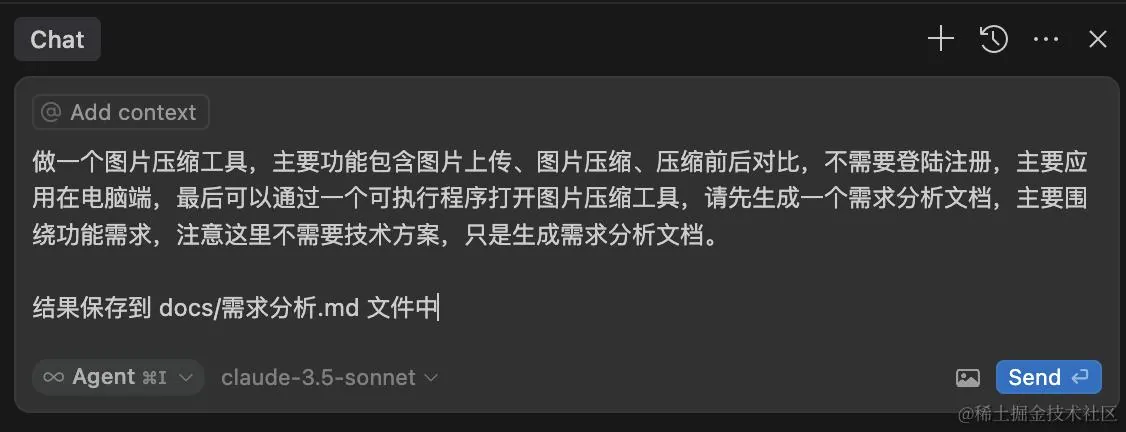 Chat
@ Add context
做一个图片压缩工具，主要功能包含图片上传、图片压缩、压缩前后对比，不需要登陆注册，主要应
用在电脑端，最后可以通过一个可执行程序打开图片压缩工具，请先生成一个需求分析文档，主要围
绕功能需求，注意这里不需要技术方案，只是生成需求分析文档。
结果保存到 docs/需求分析.md 文件中
∞ Agent ⌘I claude-3.5-sonnet Send
@稀土掘金技术社区